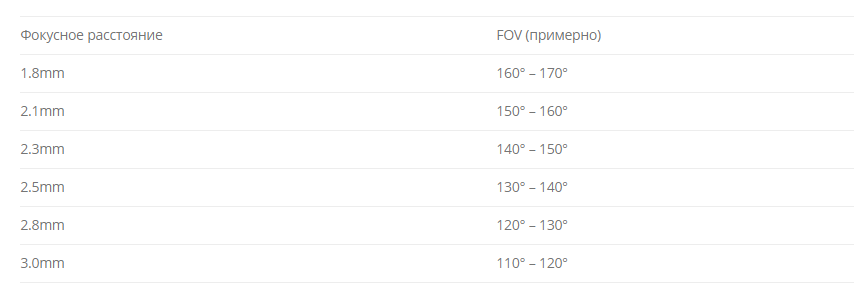 Фокусное расстояние FOV (примерно)
1.8mm 160° – 170°
2.1mm 150° – 160°
2.3mm 140° – 150°
2.5mm 130° – 140°
2.8mm 120° – 130°
3.0mm 110° – 120°